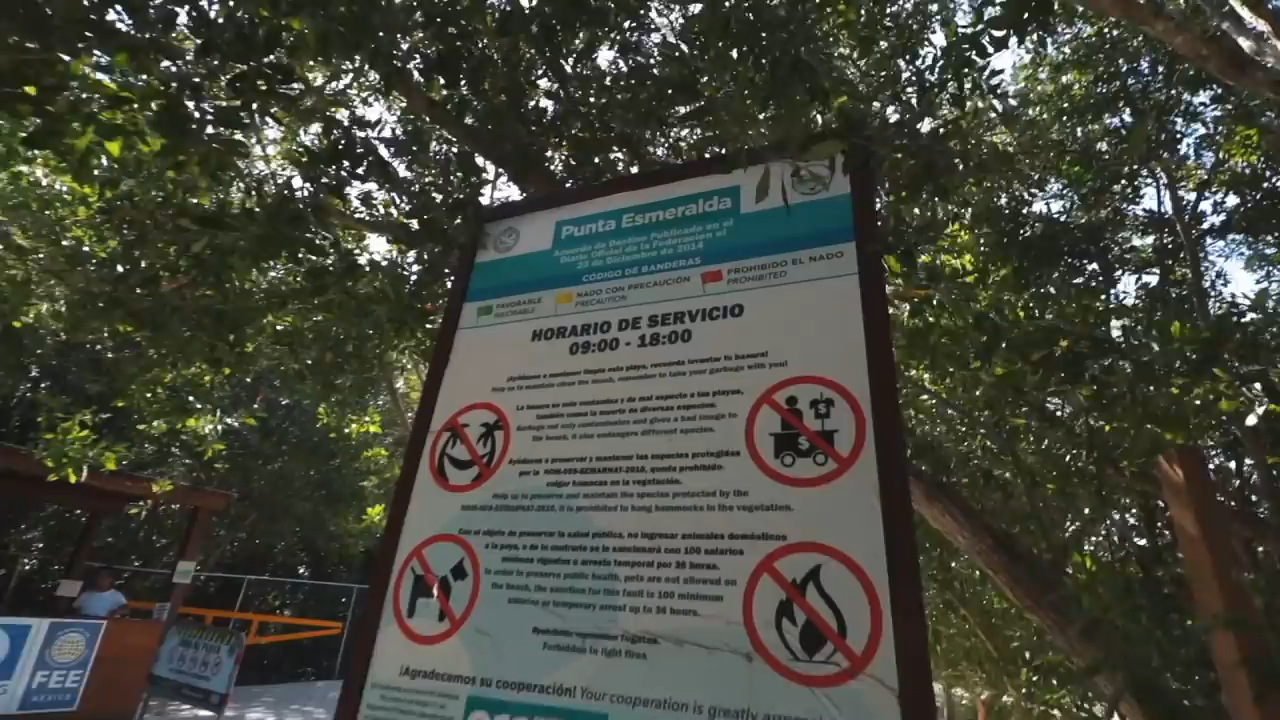 Punta Esmeralda
Acuerdo de Destino Publicado en el
Diario Oficial de la Federación el
23 de Diciembre de 2014
CÓDIGO DE BANDERAS
FAVORABLE
FAVORABLE
NADO CON PRECAUCIÓN
PRECAUTION
PROHIBIDO EL NADO
PROHIBITED
HORARIO DE SERVICIO
09:00 - 18:00
¡Ayúdanos a mantener limpia esta playa, recuerda levantar tu basura!
Help us to maintain clean the beach, remember to take your garbage with you!
La basura no solo contamina y da mal aspecto a las playas,
también causa la muerte de diversas especies.
Garbage not only contaminates and gives a bad image to
the beach, it also endangers different species.
Ayúdanos a preservar y mantener las especies protegidas
por la NOM-059-SEMARNAT-2010, queda prohibido
colgar hamacas en la vegetación.
Help us to preserve and maintain the species protected by the
NOM-059-SEMARNAT-2010, it is prohibited to hang hammocks in the vegetation.
Con el objeto de preservar la salud pública, no ingresar animales domésticos
a la playa, o de lo contrario se le sancionará con 100 salarios
mínimos vigentes o arresto temporal por 36 horas.
In order to preserve public health, pets are not allowed on
the beach, the sanction for this fault is 100 minimum
salaries or temporary arrest up to 36 hours.
Fogatas.
Forbidden to light fires
¡Agradecemos su cooperación! Your cooperation is greatly
FEE
MÉXICO